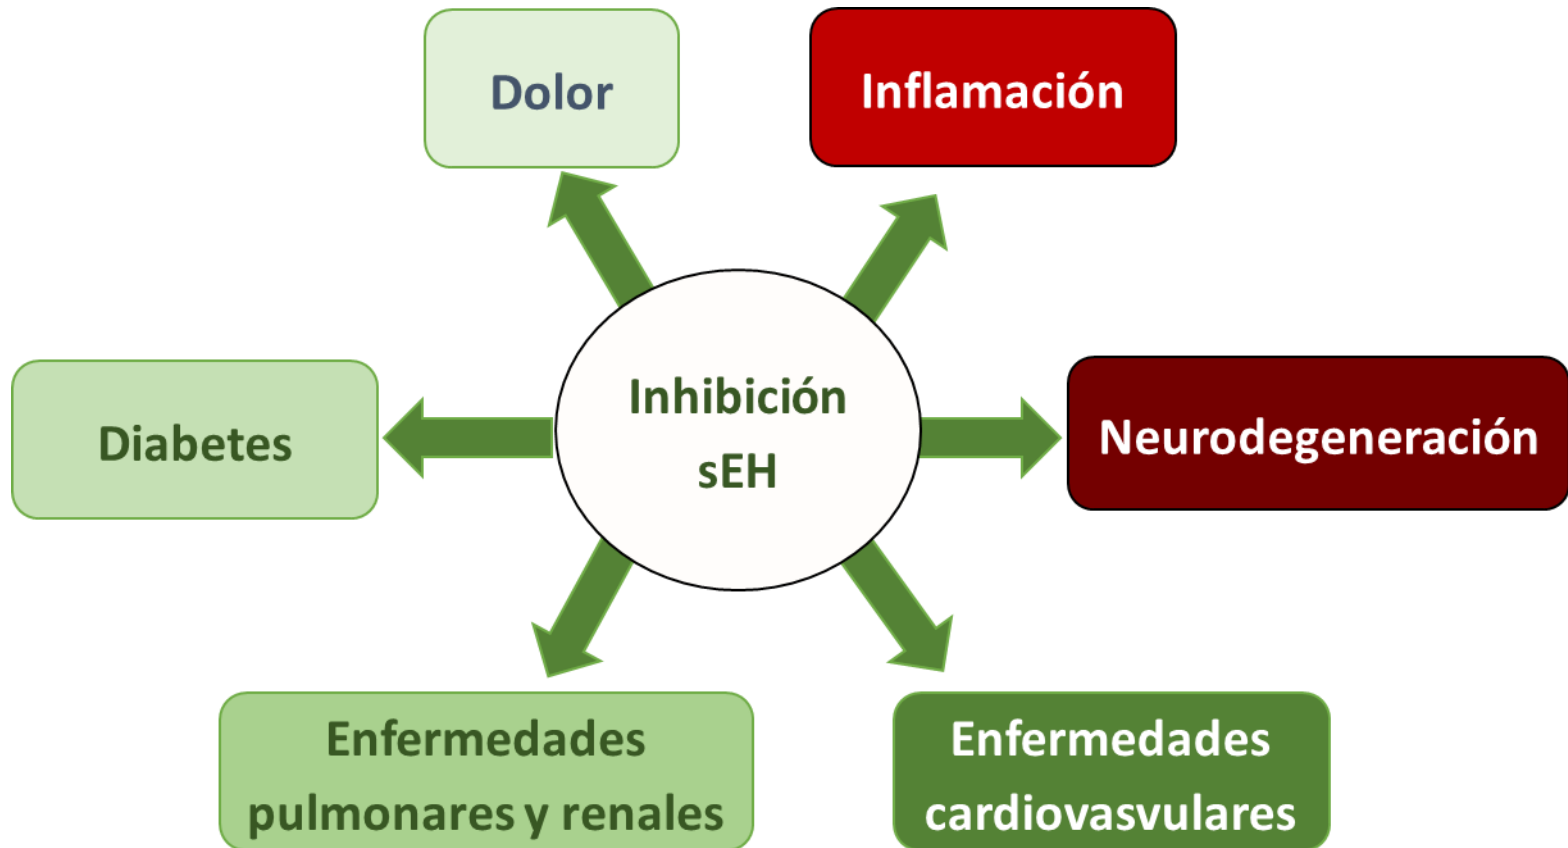 Dolor
Inflamación
Inhibición
sEH
Diabetes
Neurodegeneración
Enfermedades
pulmonares y renales
Enfermedades
cardiovasvulares